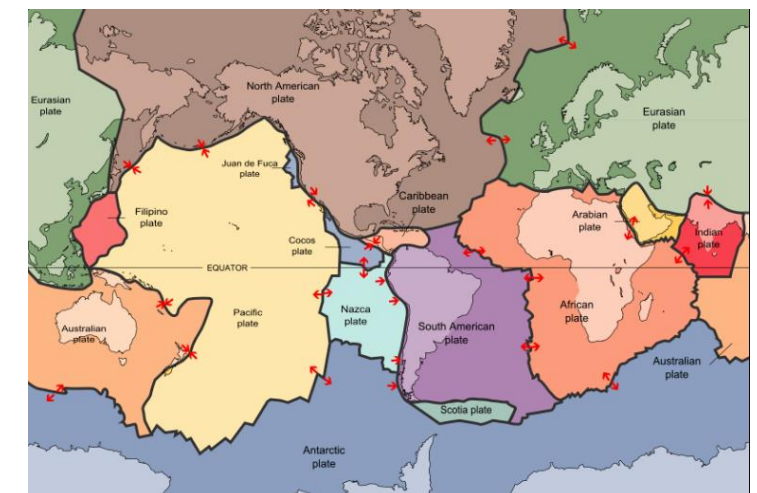 North American
plate
Eurasian
plate
Eurasian
plate
Juan de Fuca
plate
Caribbean
plate
Filipino
plate
Arabian
plate
Indian
plate
Cocos
plate
EQUATOR
Pacific
plate
Nazca
plate
African
plate
Australian
plate
South American
plate
Australian
plate
Scotia plate
Antarctic
plate